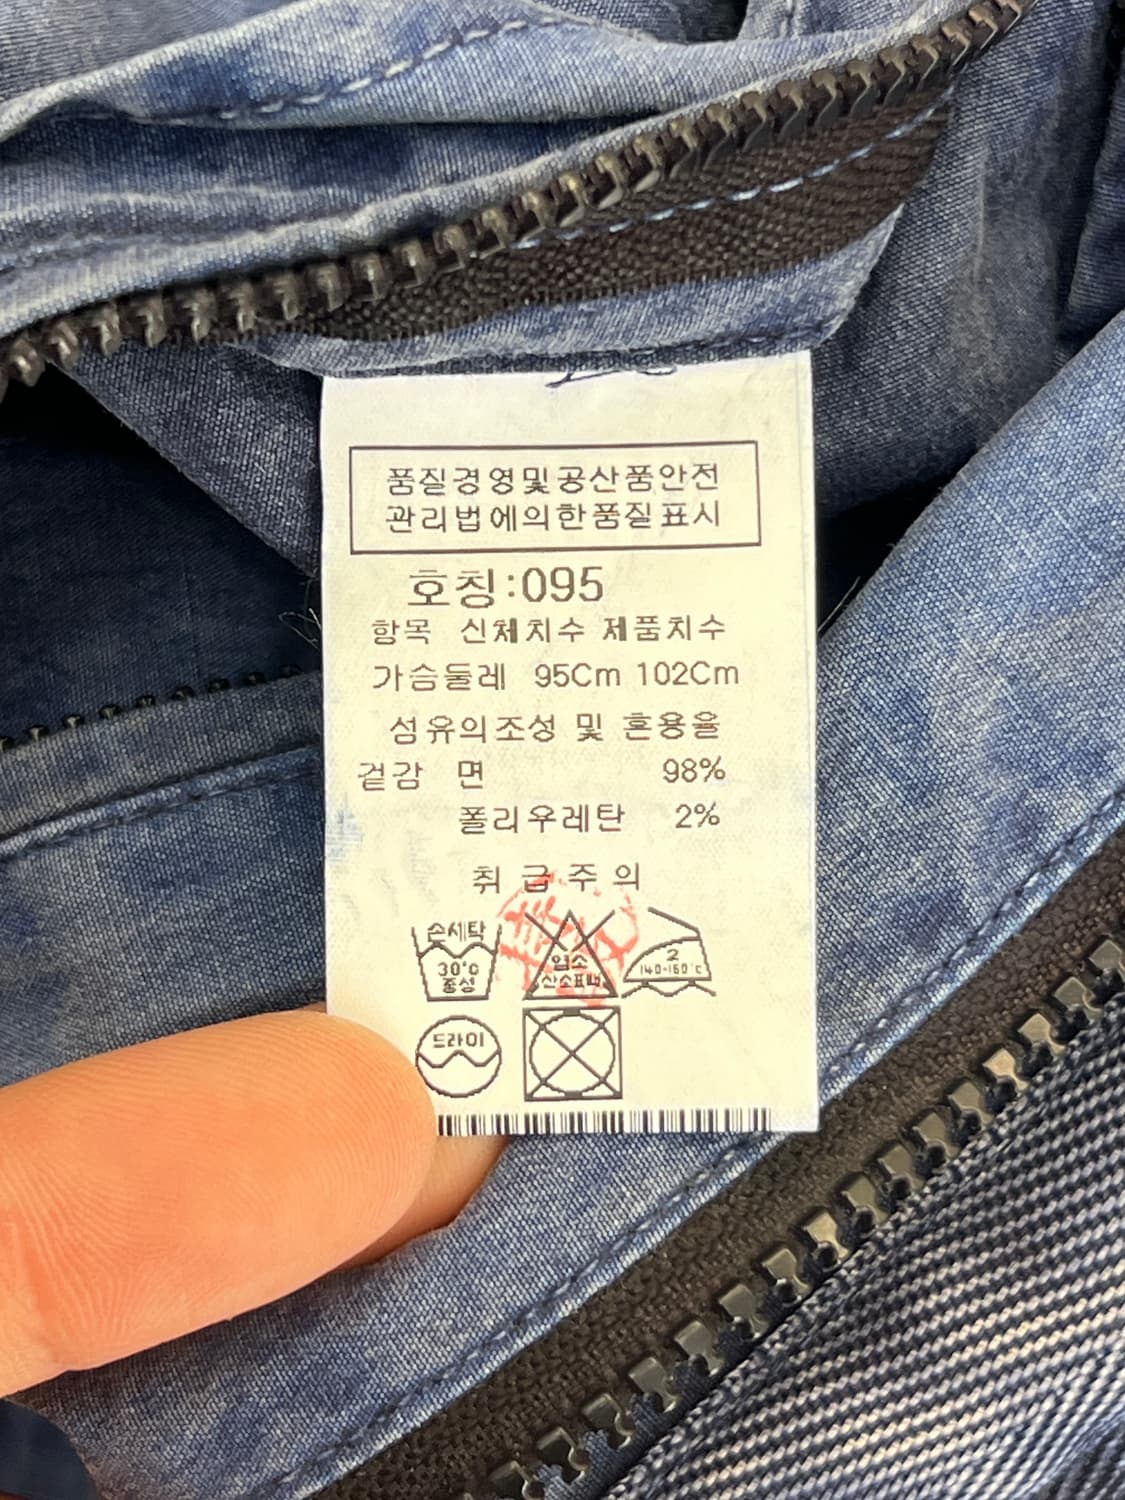 품질경영및공산품안전
관리법에의한품질표시
호칭:095
항목 신체치수 제품치수
가슴둘레 95Cm 102Cm
섬유의조성 및 혼용율
겉감 면 98%
폴리우레탄 2%
취급주의
손세탁
30°c
중성
염소
산소표백
2
140-160°c
드라이